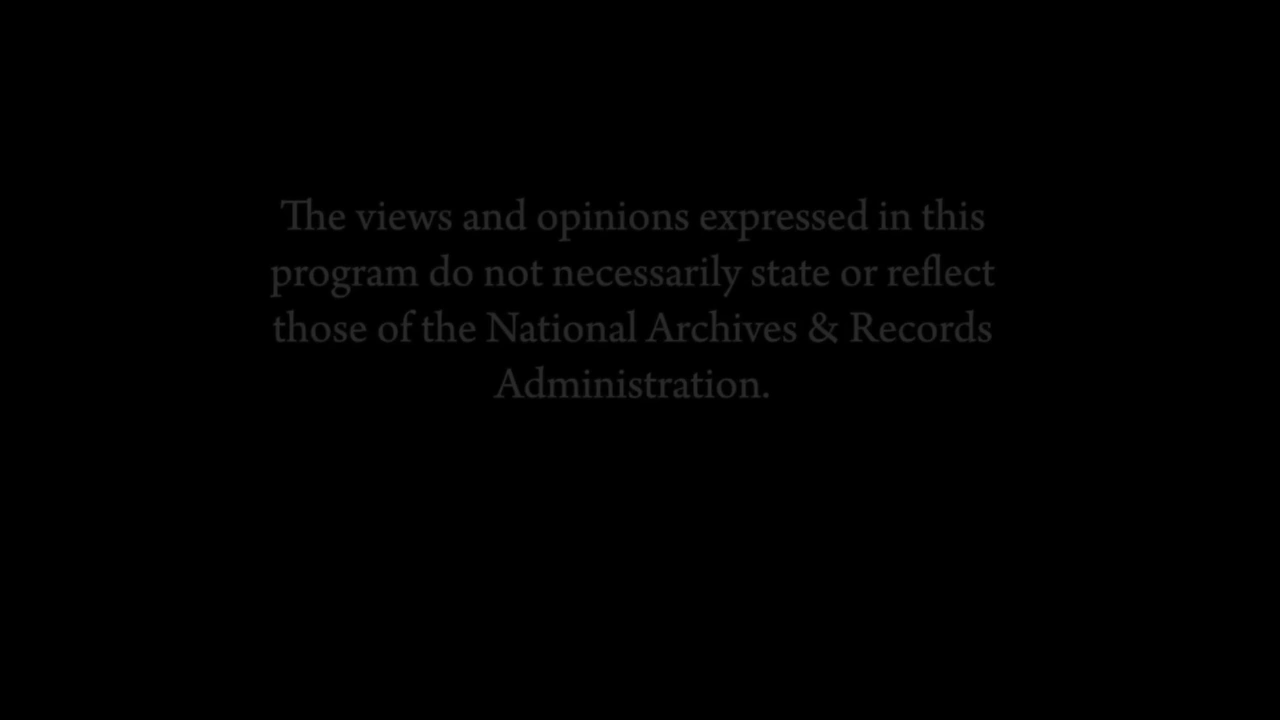 The views and opinions expressed in this
program do not necessarily state or reflect
those of the National Archives & Records
Administration.